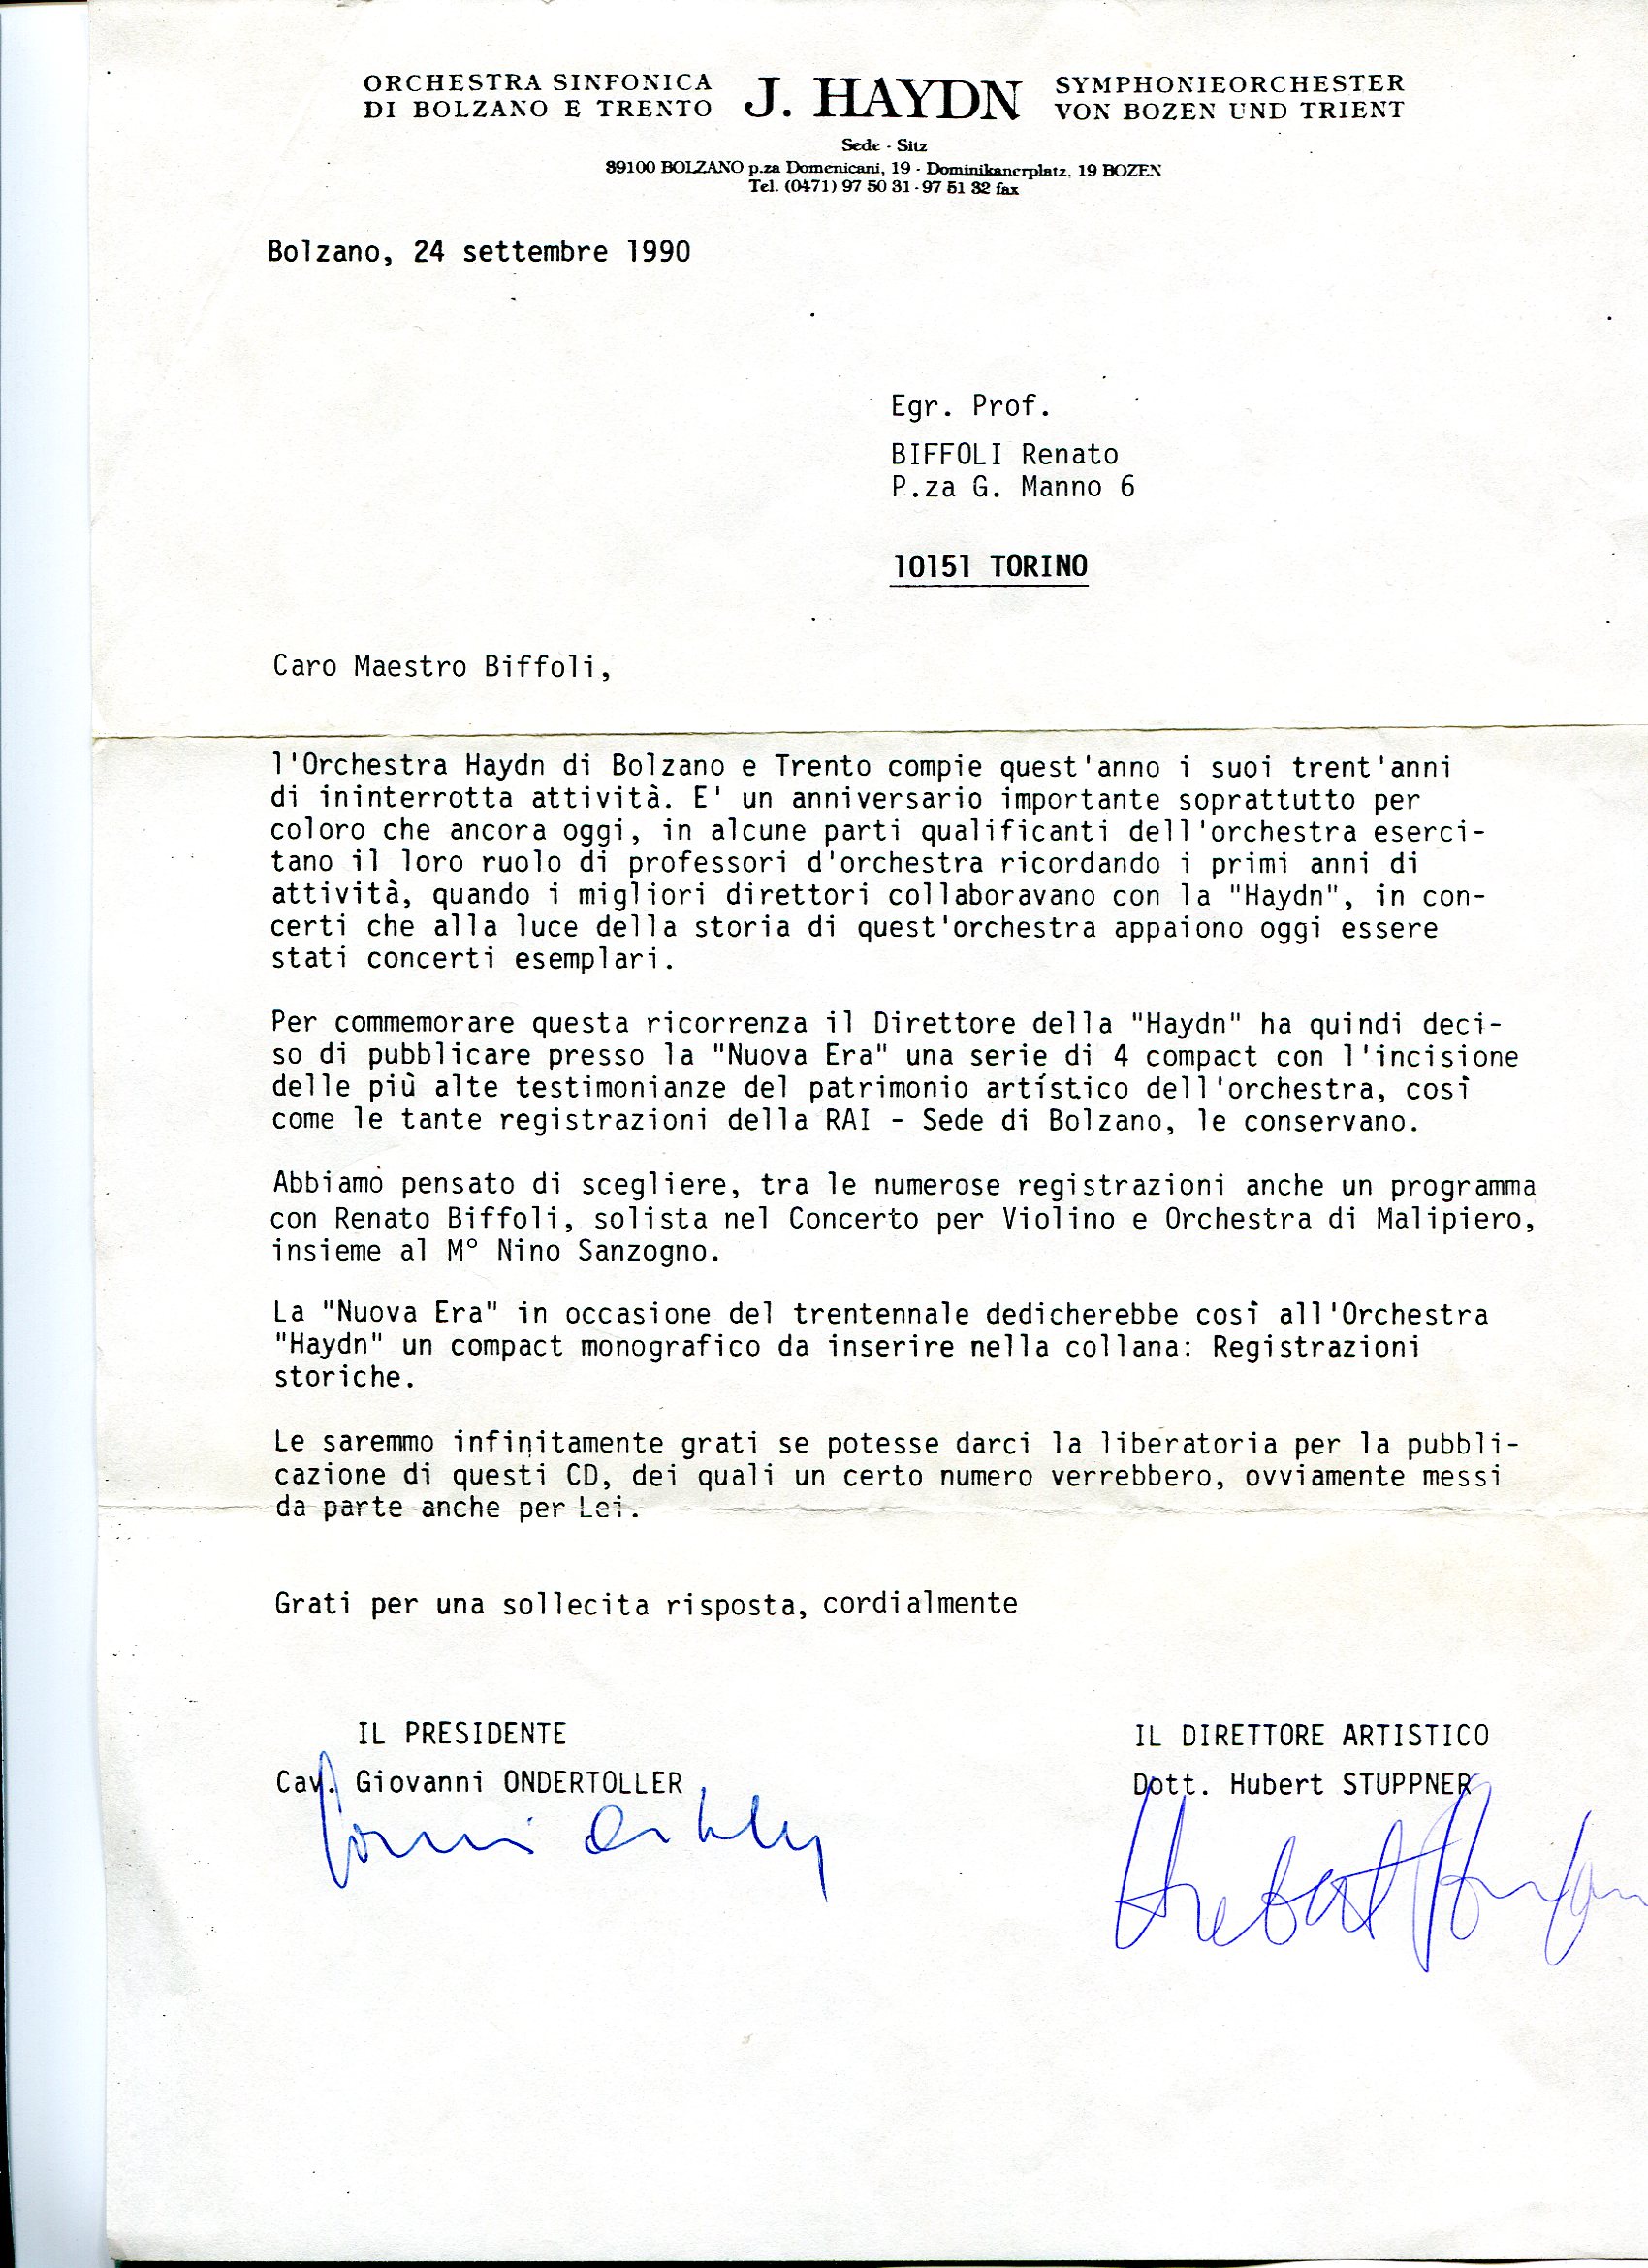 ORCHESTRA SINFONICA
DI BOLZANO E TRENTO
J. HAYDN
SYMPHONIEORCHESTER
VON BOZEN UND TRIENT
Sede - Sitz
39100 BOLZANO p.za Domenicani, 19 - Dominikanerplatz, 19 BOZEN
Tel. (0471) 97 50 31 - 97 51 32 fax
Bolzano, 24 settembre 1990
Egr. Prof.
BIFFOLI Renato
P.za G. Manno 6
10151 TORINO
Caro Maestro Biffoli,
l'Orchestra Haydn di Bolzano e Trento compie quest'anno i suoi trent'anni
di ininterrotta attività. E' un anniversario importante soprattutto per
coloro che ancora oggi, in alcune parti qualificanti dell'orchestra eserci-
tano il loro ruolo di professori d'orchestra ricordando i primi anni di
attività, quando i migliori direttori collaboravano con la "Haydn", in con-
certi che alla luce della storia di quest'orchestra appaiono oggi essere
stati concerti esemplari.
Per commemorare questa ricorrenza il Direttore della "Haydn" ha quindi deci-
so di pubblicare presso la "Nuova Era" una serie di 4 compact con l'incisione
delle più alte testimonianze del patrimonio artístico dell'orchestra, così
come le tante registrazioni della RAI - Sede di Bolzano, le conservano.
Abbiamo pensato di scegliere, tra le numerose registrazioni anche un programma
con Renato Biffoli, solista nel Concerto per Violino e Orchestra di Malipiero,
insieme al M° Nino Sanzogno.
La "Nuova Era" in occasione del trentennale dedicherebbe così all'Orchestra
"Haydn" un compact monografico da inserire nella collana: Registrazioni
storiche.
Le saremmo infinitamente grati se potesse darci la liberatoria per la pubbli-
cazione di questi CD, dei quali un certo numero verrebbero, ovviamente messi
da parte anche per Lei.
Grati per una sollecita risposta, cordialmente
IL PRESIDENTE
Cav. Giovanni ONDERTOLLER
IL DIRETTORE ARTISTICO
Dott. Hubert STUPPNER